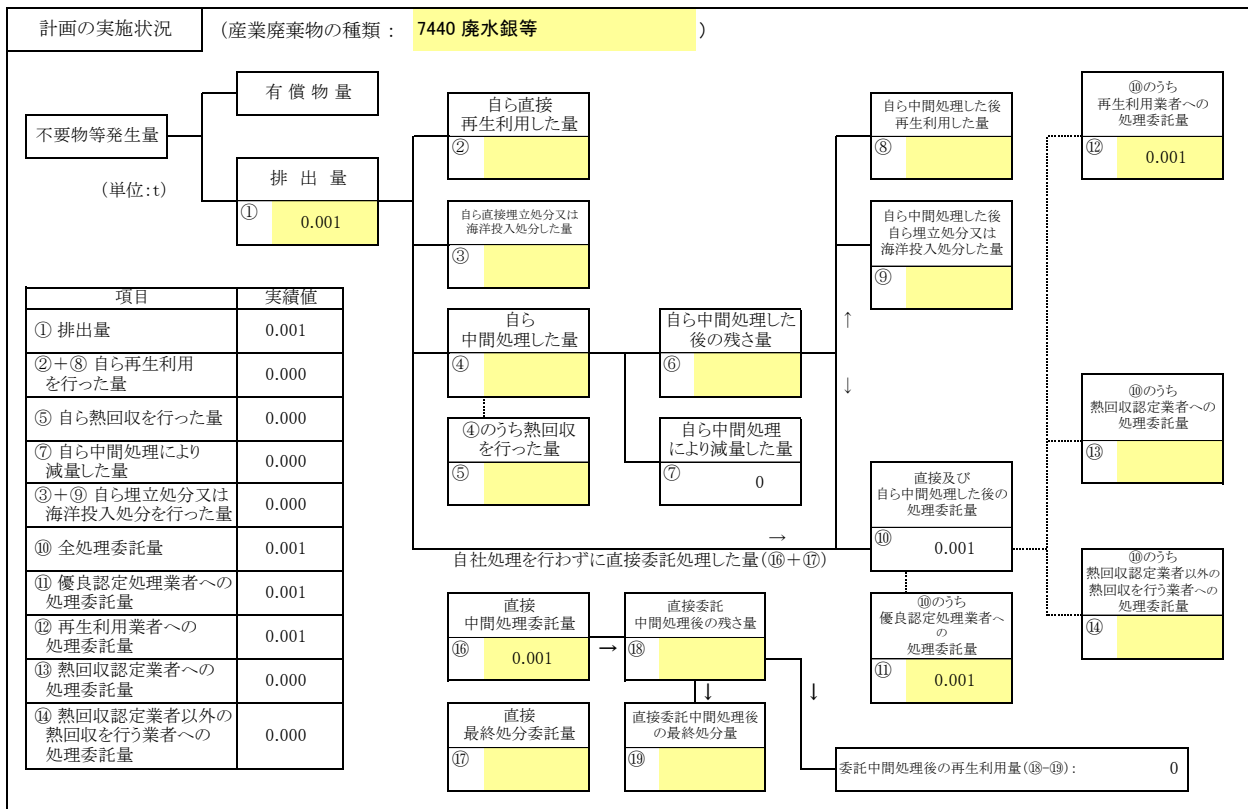 計画の実施状況
(産業廃棄物の種類： 7440 廃水銀等 )
不要物等発生量
(単位:t)
有 償 物 量
排 出 量
① 0.001
自ら直接
再生利用した量
②
自ら直接埋立処分又は
海洋投入処分した量
③
自ら
中間処理した量
④
④のうち熱回収
を行った量
⑤
自ら中間処理した
後の残さ量
⑥
自ら中間処理
により減量した量
⑦ 0
自ら中間処理した後
再生利用した量
⑧
自ら中間処理した後
自ら埋立処分又は
海洋投入処分した量
⑨
↑
↓
直接及び
自ら中間処理した後の
処理委託量
⑩ 0.001
⑩のうち
優良認定処理業者へ
の
処理委託量
⑪ 0.001
⑩のうち
再生利用業者への
処理委託量
⑫ 0.001
⑩のうち
熱回収認定業者への
処理委託量
⑬
⑩のうち
熱回収認定業者以外の
熱回収を行う業者への
処理委託量
⑭
→
自社処理を行わずに直接委託処理した量(⑯+⑰)
直接
中間処理委託量
⑯ 0.001
→
直接委託
中間処理後の残さ量
⑱
↓
↓
直接
最終処分委託量
⑰
直接委託中間処理後
の最終処分量
⑲
委託中間処理後の再生利用量(⑱-⑲)： 0
項目 実績値
① 排出量 0.001
②+⑧ 自ら再生利用
を行った量 0.000
⑤ 自ら熱回収を行った量 0.000
⑦ 自ら中間処理により
減量した量 0.000
③+⑨ 自ら埋立処分又は
海洋投入処分を行った量 0.000
⑩ 全処理委託量 0.001
⑪ 優良認定処理業者への
処理委託量 0.001
⑫ 再生利用業者への
処理委託量 0.001
⑬ 熱回収認定業者への
処理委託量 0.000
⑭ 熱回収認定業者以外の
熱回収を行う業者への
処理委託量 0.000